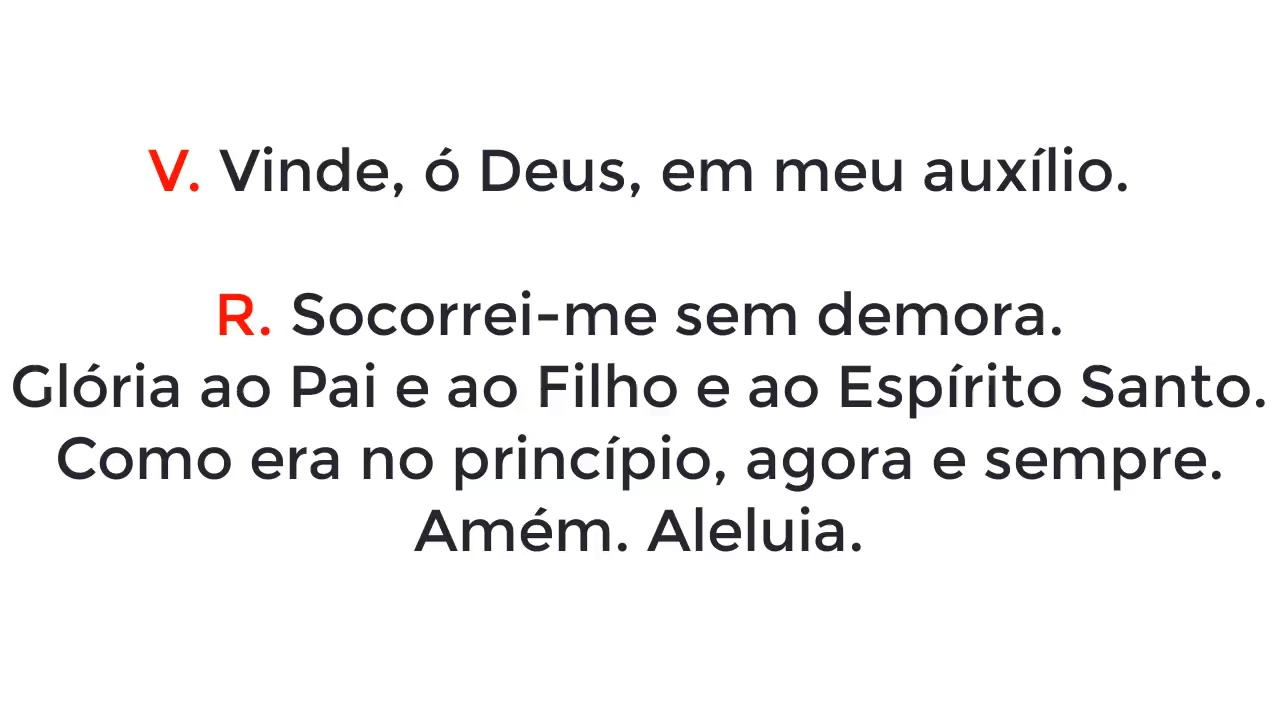 V. Vinde, ó Deus, em meu auxílio.
R. Socorrei-me sem demora.
Glória ao Pai e ao Filho e ao Espírito Santo.
Como era no princípio, agora e sempre.
Amém. Aleluia.